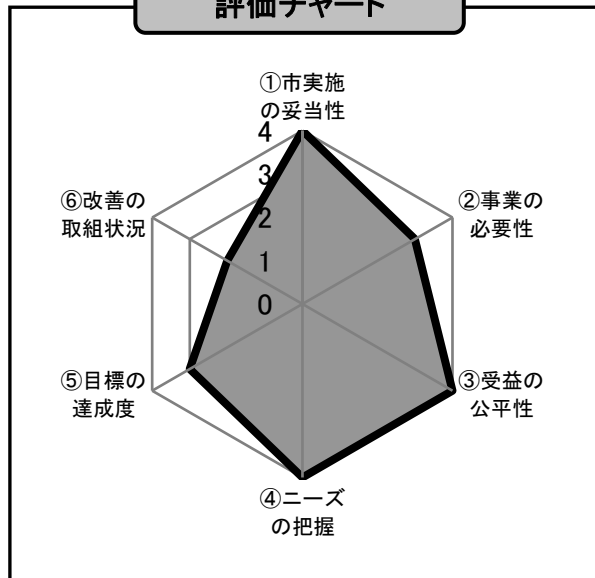 評価チャート
①市実施
の妥当性
4
3
2
1
0
②事業の
必要性
③受益の
公平性
④ニーズ
の把握
⑤目標の
達成度
⑥改善の
取組状況